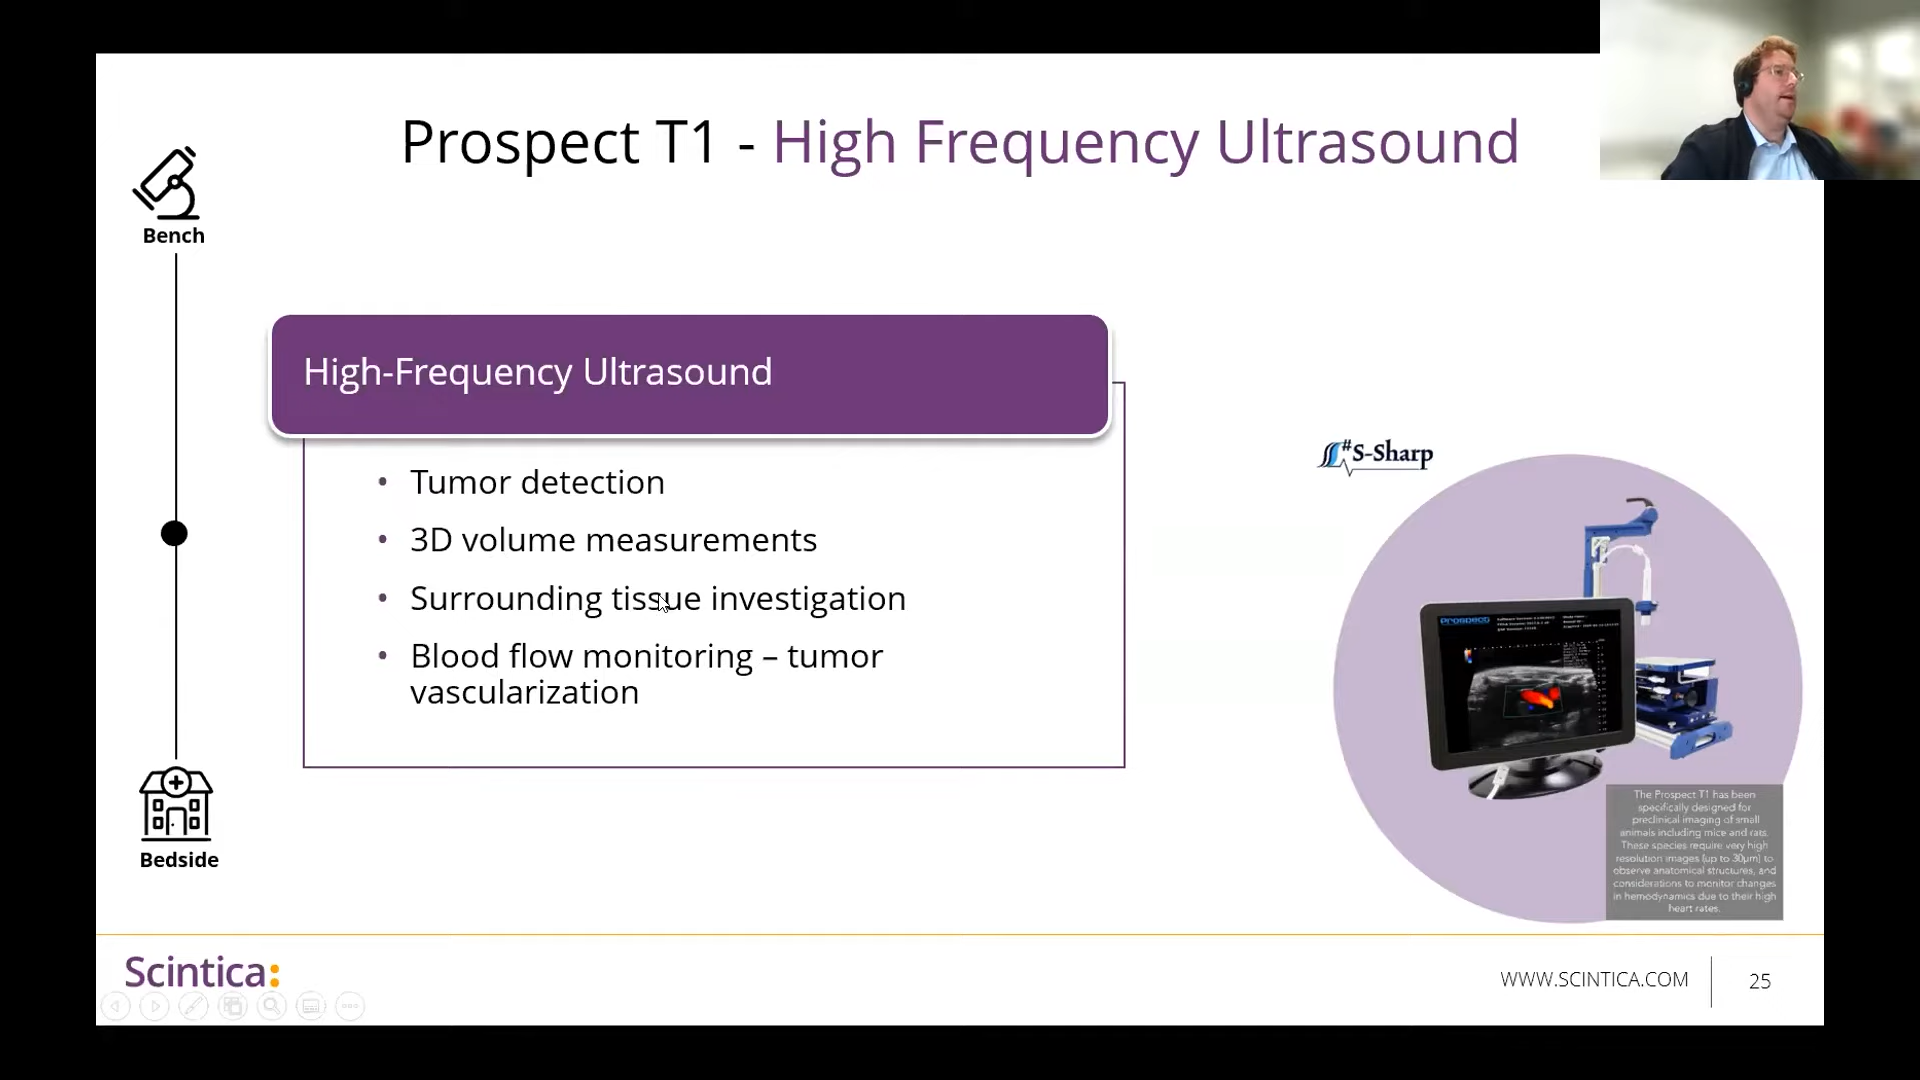 Prospect T1 - High Frequency Ultrasound
Bench
High-Frequency Ultrasound
• Tumor detection
• 3D volume measurements
• Surrounding tissue investigation
• Blood flow monitoring – tumor
vascularization
#S-Sharp
Prospect
The Prospect T1 has been
specifically designed for
preclinical imaging of small
animals including mice and rats.
These species require very high
resolution images (up to 30µm) to
observe anatomical structures, and
considerations to monitor changes
in hemodynamics due to their high
heart rates.
Bedside
Scintica:
WWW.SCINTICA.COM
25